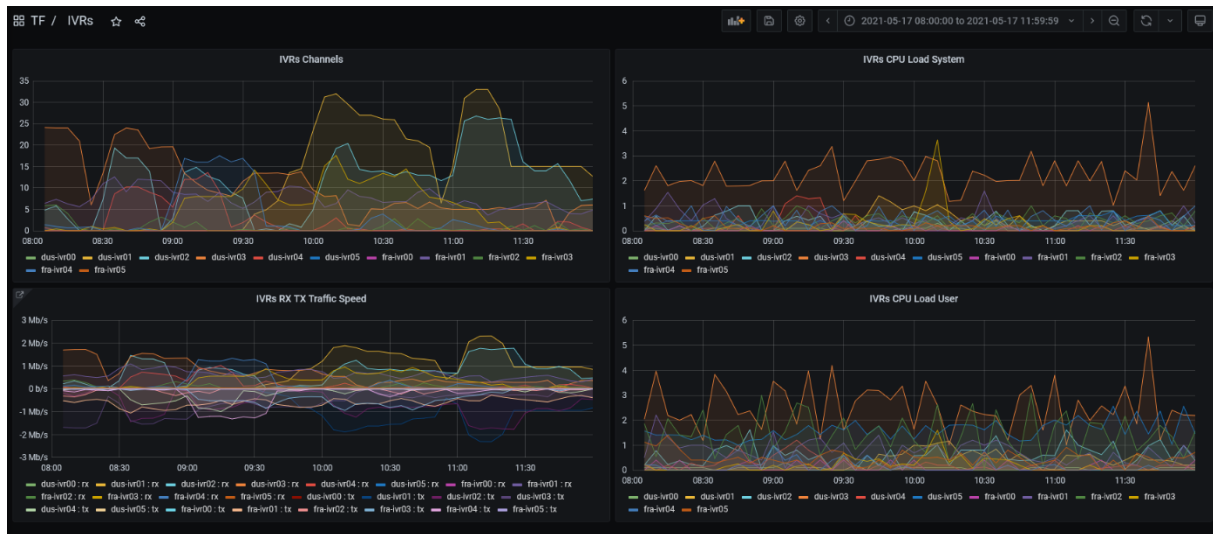 TF / IVRs
2021-05-17 08:00:00 to 2021-05-17 11:59:59
IVRs Channels
35
30
25
20
15
10
5
0
08:00 08:30 09:00 09:30 10:00 10:30 11:00 11:30
dus-ivr00 dus-ivr01 dus-ivr02 dus-ivr03 dus-ivr04 dus-ivr05 fra-ivr00 fra-ivr01 fra-ivr02 fra-ivr03
fra-ivr04 fra-ivr05
IVRs CPU Load System
6
5
4
3
2
1
0
08:00 08:30 09:00 09:30 10:00 10:30 11:00 11:30
dus-ivr00 dus-ivr01 dus-ivr02 dus-ivr03 dus-ivr04 dus-ivr05 fra-ivr00 fra-ivr01 fra-ivr02 fra-ivr03
fra-ivr04 fra-ivr05
IVRs RX TX Traffic Speed
3 Mb/s
2 Mb/s
1 Mb/s
0 b/s
-1 Mb/s
-2 Mb/s
-3 Mb/s
08:00 08:30 09:00 09:30 10:00 10:30 11:00 11:30
dus-ivr00 : rx dus-ivr01 : rx dus-ivr02 : rx dus-ivr03 : rx dus-ivr04 : rx dus-ivr05 : rx fra-ivr00 : rx fra-ivr01 : rx
fra-ivr02 : rx fra-ivr03 : rx fra-ivr04 : rx fra-ivr05 : rx dus-ivr00 : tx dus-ivr01 : tx dus-ivr02 : tx dus-ivr03 : tx
dus-ivr04 : tx dus-ivr05 : tx fra-ivr00 : tx fra-ivr01 : tx fra-ivr02 : tx fra-ivr03 : tx fra-ivr04 : tx fra-ivr05 : tx
IVRs CPU Load User
6
5
4
3
2
1
0
08:00 08:30 09:00 09:30 10:00 10:30 11:00 11:30
dus-ivr00 dus-ivr01 dus-ivr02 dus-ivr03 dus-ivr04 dus-ivr05 fra-ivr00 fra-ivr01 fra-ivr02 fra-ivr03
fra-ivr04 fra-ivr05